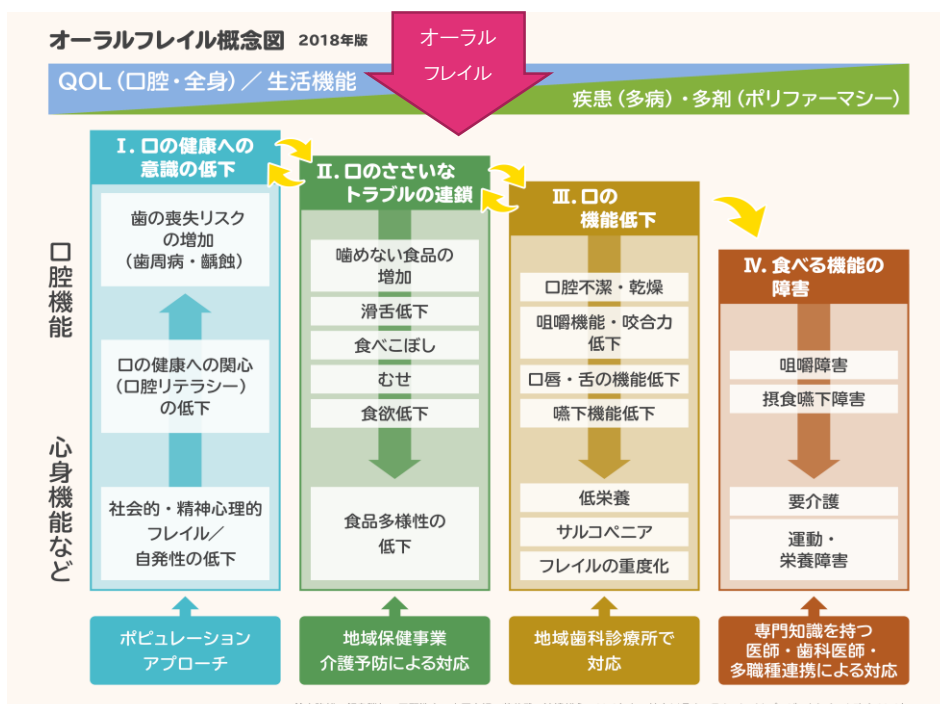 オーラルフレイル概念図 2018年版
オーラル
フレイル
QOL(口腔・全身)／生活機能
疾患(多病)・多剤(ポリファーマシー)
口腔機能
心身機能など
Ⅰ. 口の健康への
意識の低下
歯の喪失リスク
の増加
(歯周病・齲蝕)
口の健康への関心
(口腔リテラシー)
の低下
社会的・精神心理的
フレイル／
自発性の低下
ポピュレーション
アプローチ
Ⅱ. 口のささいな
トラブルの連鎖
噛めない食品の
増加
滑舌低下
食べこぼし
むせ
食欲低下
食品多様性の
低下
地域保健事業
介護予防による対応
Ⅲ. 口の
機能低下
口腔不潔・乾燥
咀嚼機能・咬合力
低下
口唇・舌の機能低下
嚥下機能低下
低栄養
サルコペニア
フレイルの重度化
地域歯科診療所で
対応
Ⅳ. 食べる機能の
障害
咀嚼障害
摂食嚥下障害
要介護
運動・
栄養障害
専門知識を持つ
医師・歯科医師・
多職種連携による対応